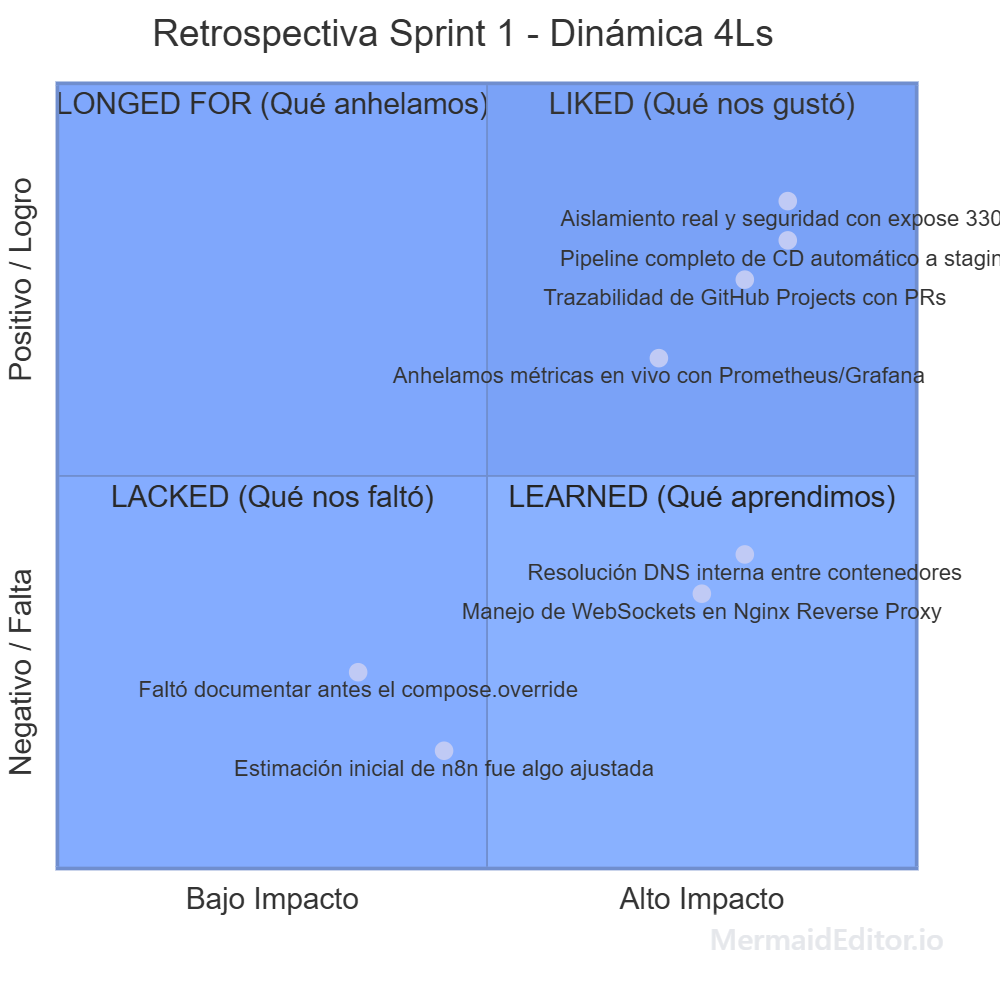 Retrospectiva Sprint 1 - Dinámica 4Ls
LONGED FOR (Qué anhelamos)
LIKED (Qué nos gustó)
Positivo / Logro
Aislamiento real y seguridad con expose 330
Pipeline completo de CD automático a stagin
Trazabilidad de GitHub Projects con PRs
Anhelamos métricas en vivo con Prometheus/Grafana
LACKED (Qué nos faltó)
LEARNED (Qué aprendimos)
Negativo / Falta
Resolución DNS interna entre contenedores
Manejo de WebSockets en Nginx Reverse Proxy
Faltó documentar antes el compose.override
Estimación inicial de n8n fue algo ajustada
Bajo Impacto
Alto Impacto
MermaidEditor.io